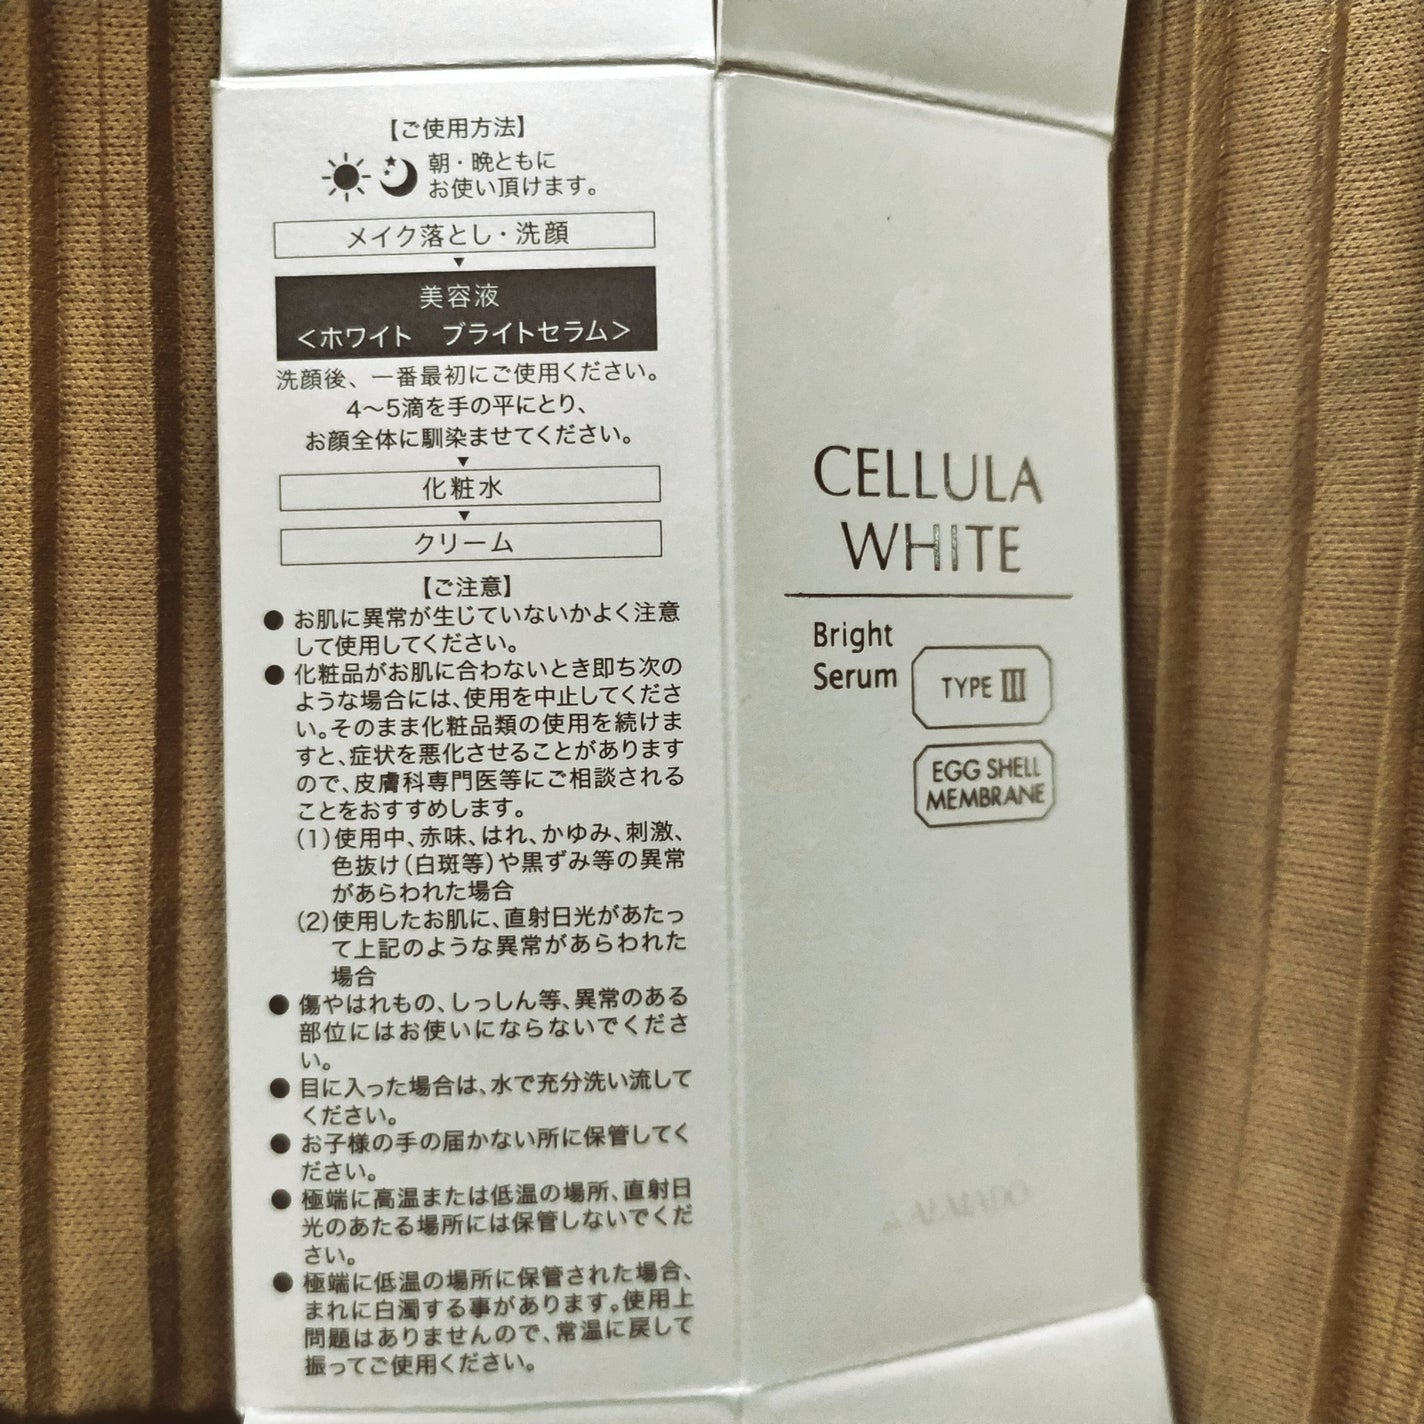 【ご使用方法】
朝・晩ともに
お使い頂けます。
メイク落とし・洗顔
美容液
＜ホワイト　ブライトセラム＞
洗顔後、一番最初にご使用ください。
4〜5滴を手の平にとり、
お顔全体に馴染ませてください。
化粧水
クリーム
【ご注意】
● お肌に異常が生じていないかよく注意
して使用してください。
● 化粧品がお肌に合わないとき即ち次の
ような場合には、使用を中止してくださ
い。そのまま化粧品類の使用を続けま
すと、症状を悪化させることがあります
ので、皮膚科専門医等にご相談される
ことをおすすめします。
(1)使用中、赤味、はれ、かゆみ、刺激、
色抜け(白斑等)や黒ずみ等の異常
があらわれた場合
(2)使用したお肌に、直射日光があたっ
て上記のような異常があらわれた
場合
● 傷やはれもの、しっしん等、異常のある
部位にはお使いにならないでくださ
い。
● 目に入った場合は、水で充分洗い流して
ください。
● お子様の手の届かない所に保管してく
ださい。
● 極端に高温または低温の場所、直射日
光のあたる場所には保管しないでくだ
さい。
● 極端に低温の場所に保管された場合、
まれに白濁する事があります。使用上
問題はありませんので、常温に戻して
振ってご使用ください。
CELLULA
WHITE
Bright
Serum
TYPE III
EGG SHELL
MEMBRANE
ALMADO